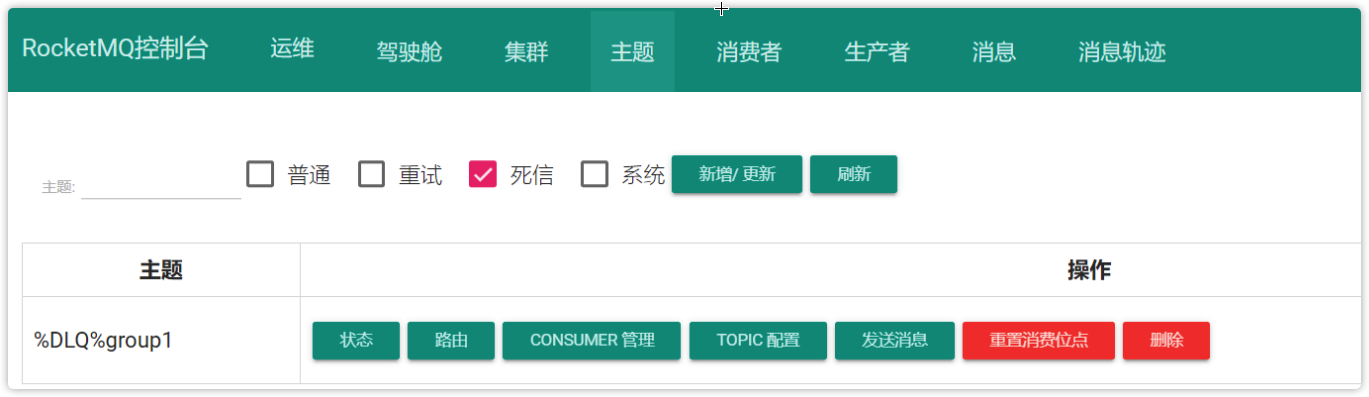 RocketMQ控制台 运维 驾驶舱 集群 主题 消费者 生产者 消息 消息轨迹
主题: 普通 重试 死信 系统 新增/ 更新 刷新
主题 操作
%DLQ%group1 状态 路由 CONSUMER 管理 TOPIC 配置 发送消息 重置消费位点 删除